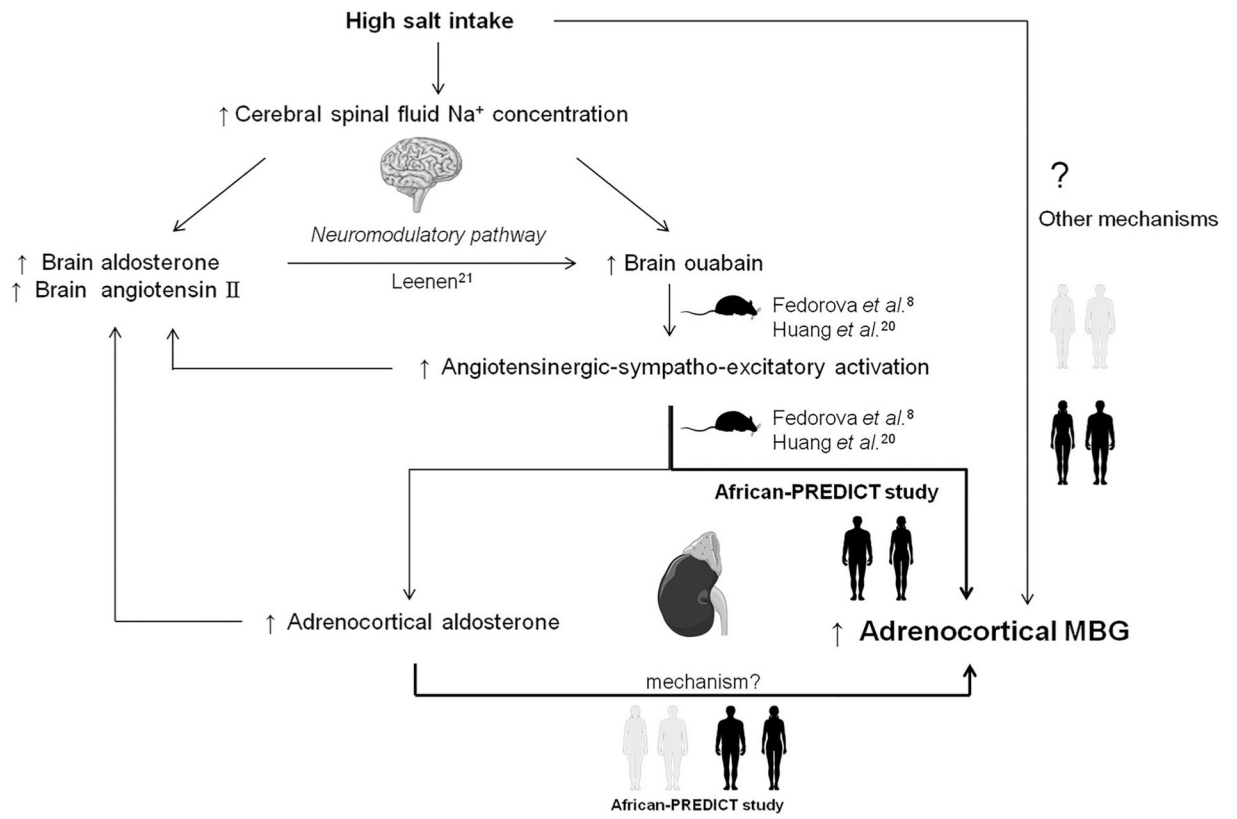 High salt intake
↑ Cerebral spinal fluid Na⁺ concentration
?
Other mechanisms
Neuromodulatory pathway
Leenen²¹
↑ Brain aldosterone
↑ Brain angiotensin II
↑ Brain ouabain
Fedorova et al.⁸
Huang et al.²⁰
↑ Angiotensinergic-sympatho-excitatory activation
Fedorova et al.⁸
Huang et al.²⁰
African-PREDICT study
↑ Adrenocortical aldosterone
↑ Adrenocortical MBG
mechanism?
African-PREDICT study